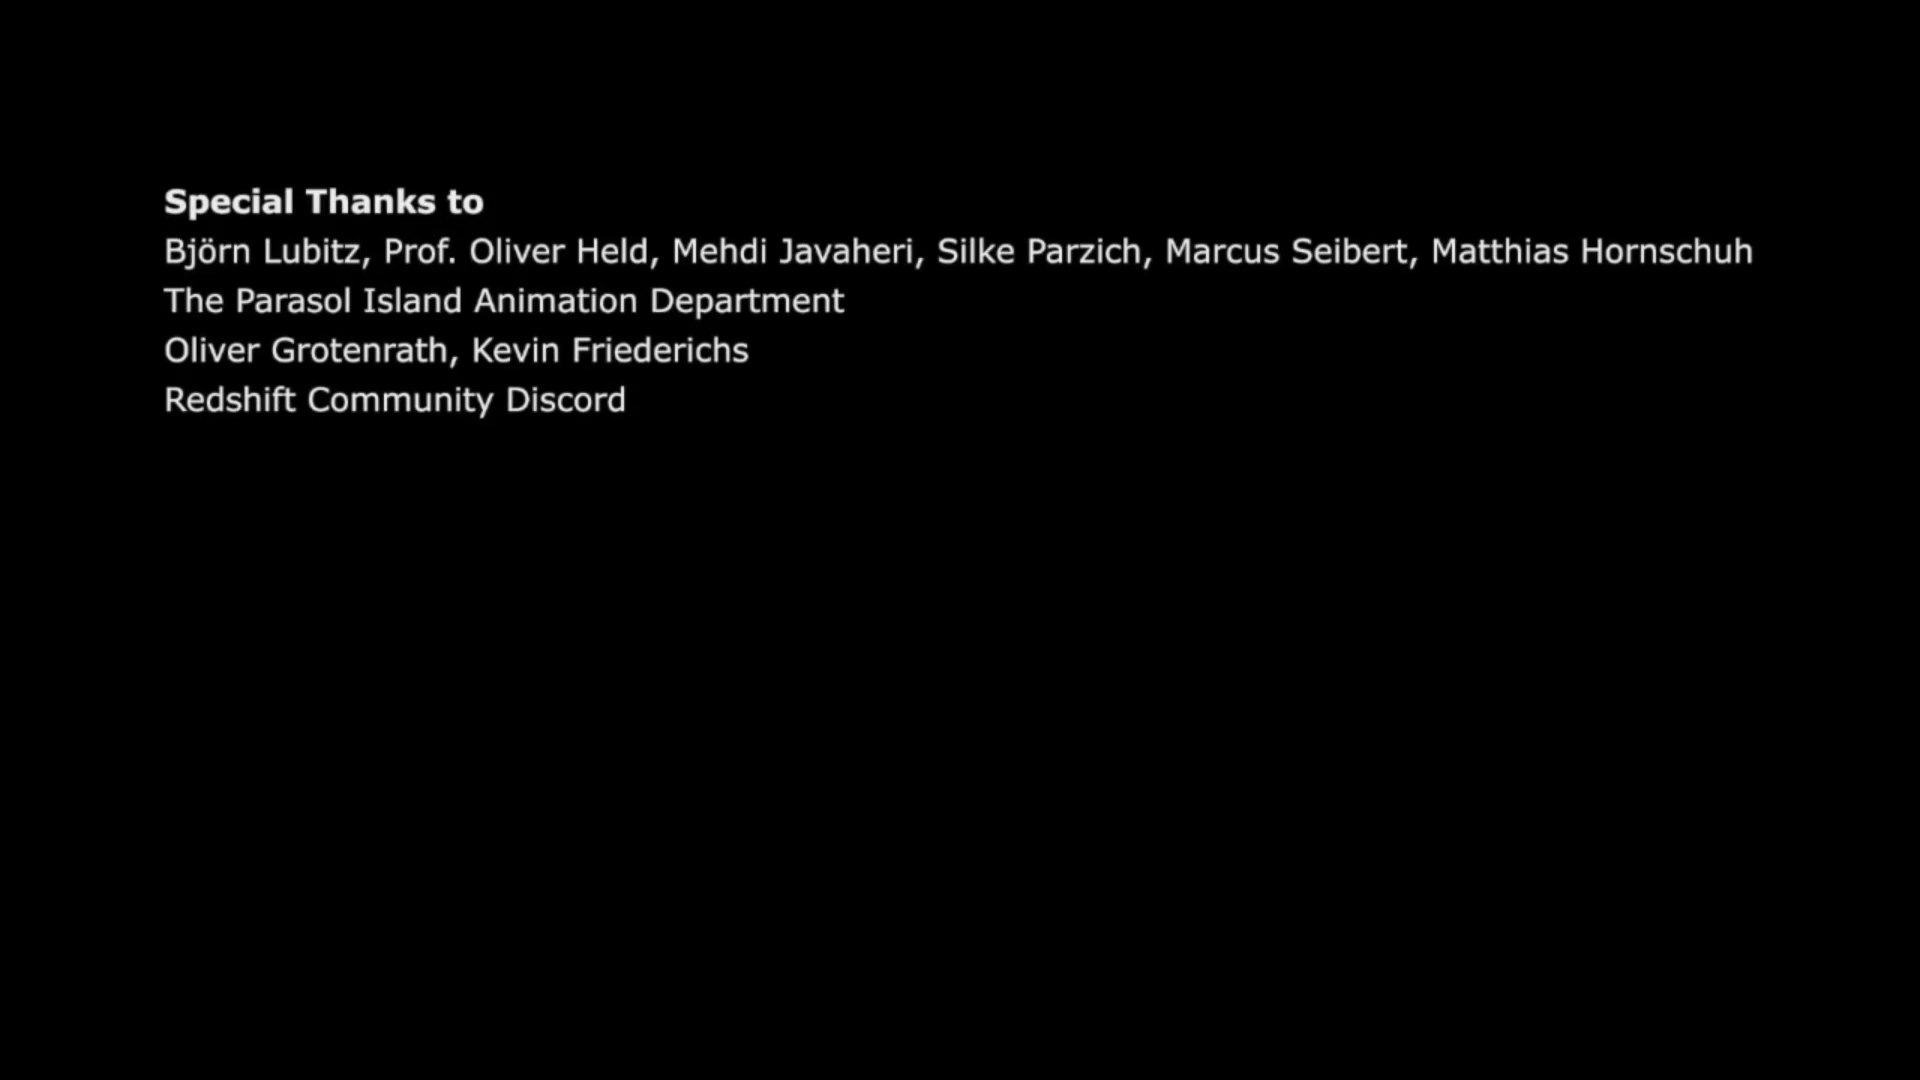 Special Thanks to
Björn Lubitz, Prof. Oliver Held, Mehdi Javaheri, Silke Parzich, Marcus Seibert, Matthias Hornschuh
The Parasol Island Animation Department
Oliver Grotenrath, Kevin Friederichs
Redshift Community Discord